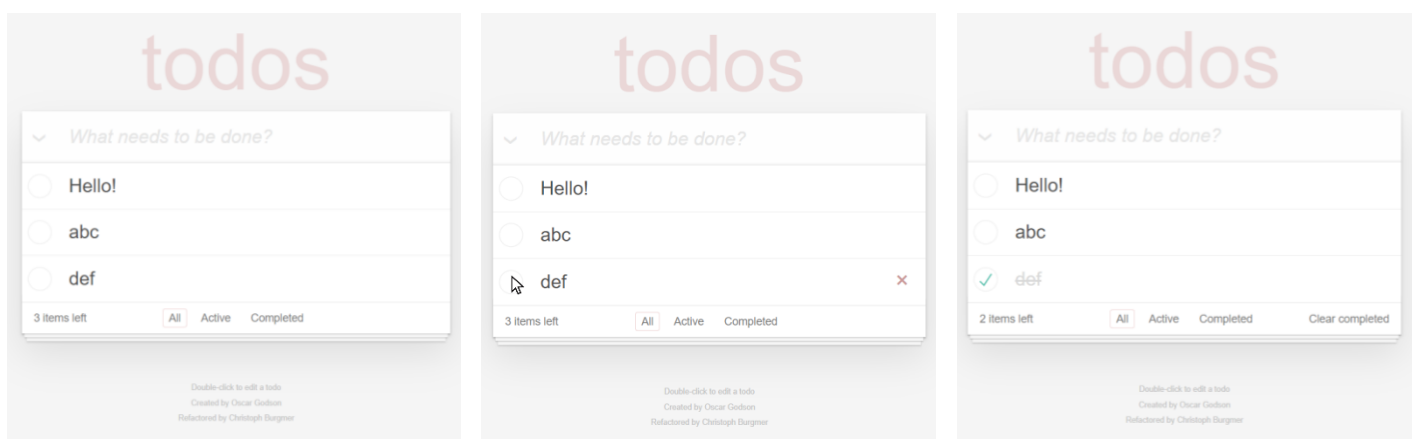 todos
What needs to be done?
Hello!
abc
def
3 items left All Active Completed
Double-click to edit a todo
Created by Oscar Godson
Refactored by Christoph Burgmer
todos
What needs to be done?
Hello!
abc
def
3 items left All Active Completed
Double-click to edit a todo
Created by Oscar Godson
Refactored by Christoph Burgmer
todos
What needs to be done?
Hello!
abc
def
2 items left All Active Completed Clear completed
Double-click to edit a todo
Created by Oscar Godson
Refactored by Christoph Burgmer